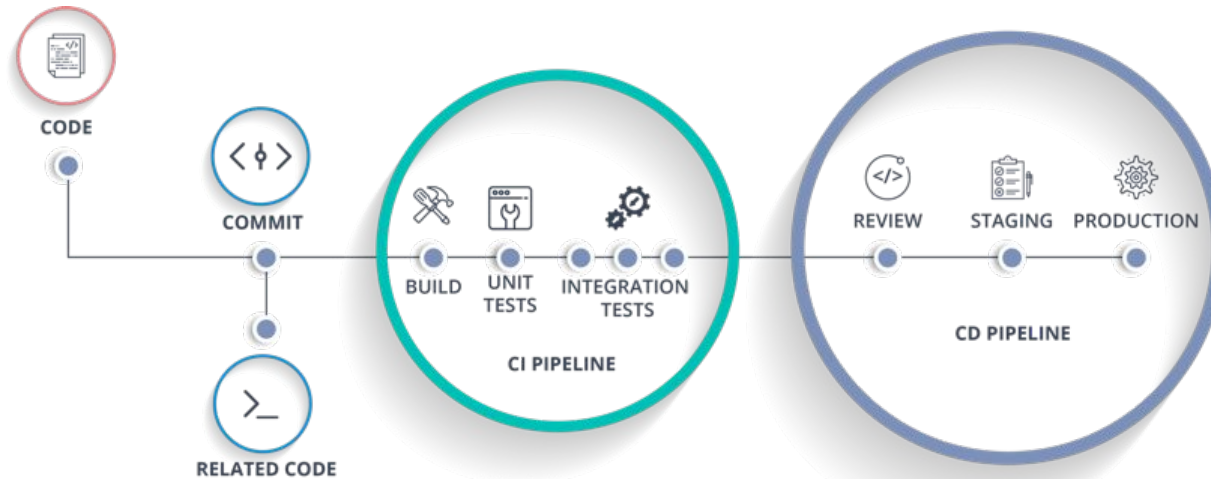 CODE
COMMIT
RELATED CODE
BUILD
UNIT
TESTS
INTEGRATION
TESTS
CI PIPELINE
REVIEW
STAGING
PRODUCTION
CD PIPELINE